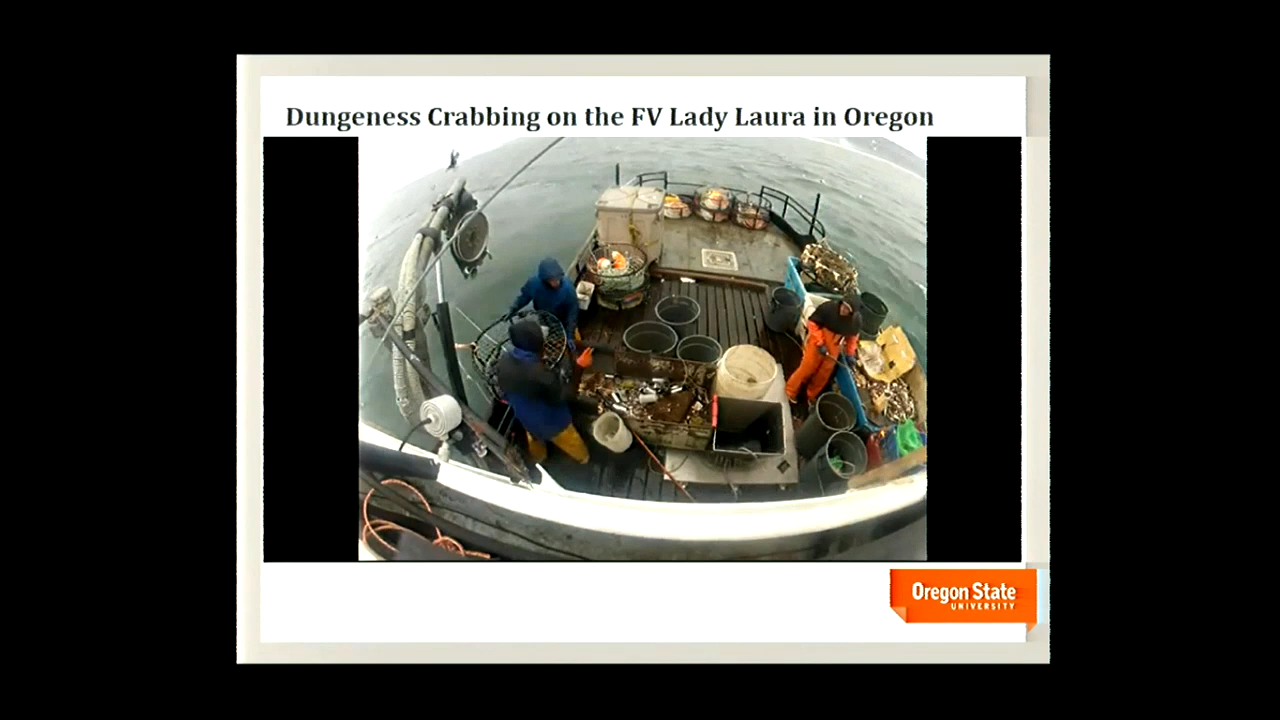 Dungeness Crabbing on the FV Lady Laura in Oregon
Oregon State
UNIVERSITY